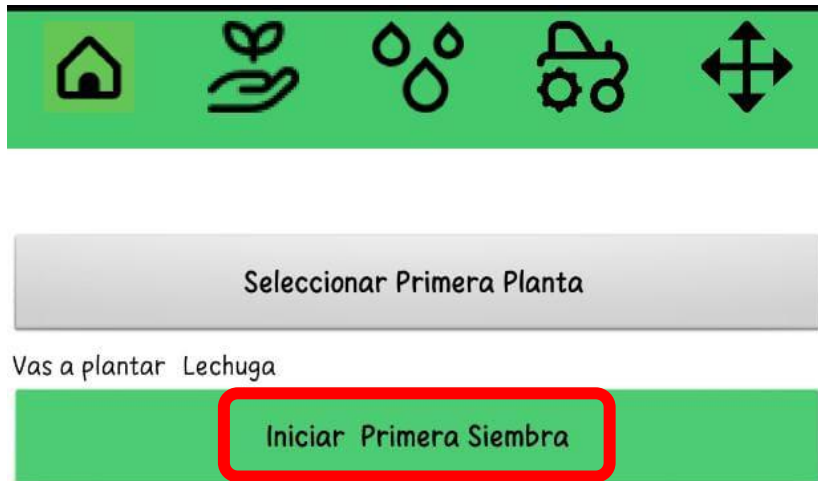 Seleccionar Primera Planta
Vas a plantar Lechuga
Iniciar Primera Siembra